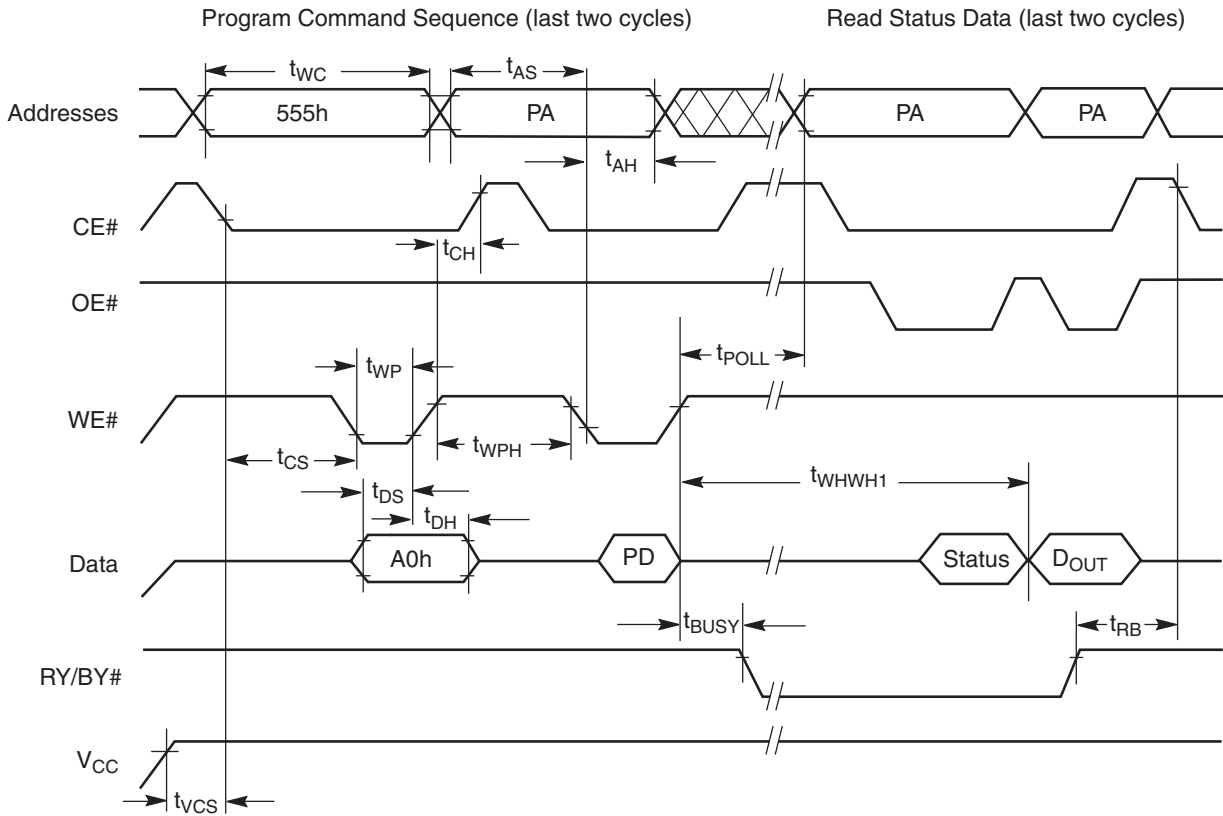 Program Command Sequence (last two cycles)
Read Status Data (last two cycles)
tWC
tAS
Addresses
555h
PA
PA
PA
tAH
CE#
tCH
OE#
tPOLL
tWP
WE#
tWPH
tCS
tWHWH1
tDS
tDH
Data
A0h
PD
Status
DOUT
tBUSY
tRB
RY/BY#
VCC
tVCS